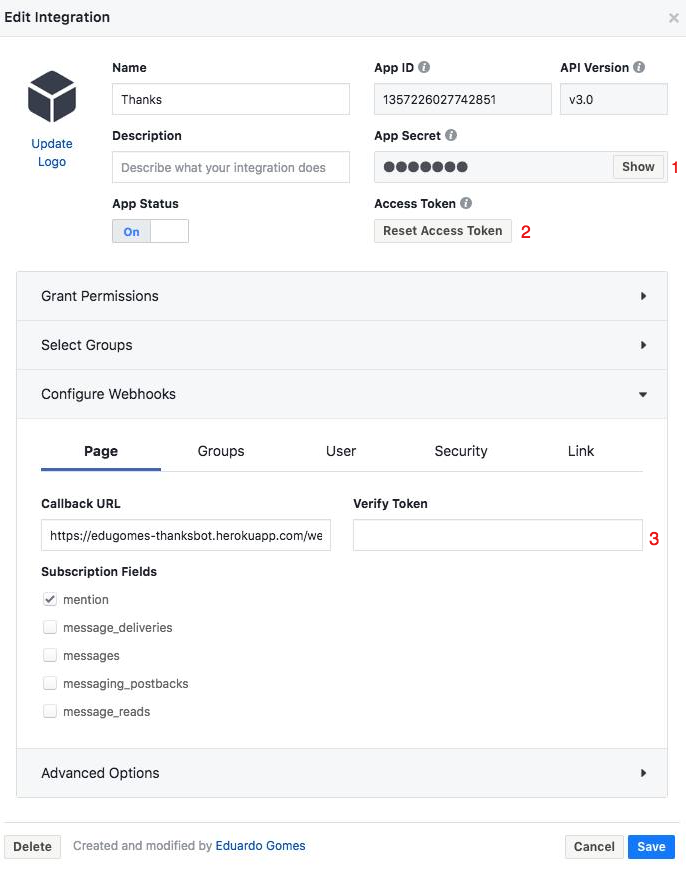 Edit Integration
×
Name
App ID
API Version
Thanks
1357226027742851
v3.0
Update
Logo
Description
App Secret
Describe what your integration does
Show
1
App Status
Access Token
On
Reset Access Token
2
Grant Permissions
Select Groups
Configure Webhooks
Page
Groups
User
Security
Link
Callback URL
Verify Token
https://edugomes-thanksbot.herokuapp.com/we
3
Subscription Fields
mention
message_deliveries
messages
messaging_postbacks
message_reads
Advanced Options
Delete
Created and modified by Eduardo Gomes
Cancel
Save